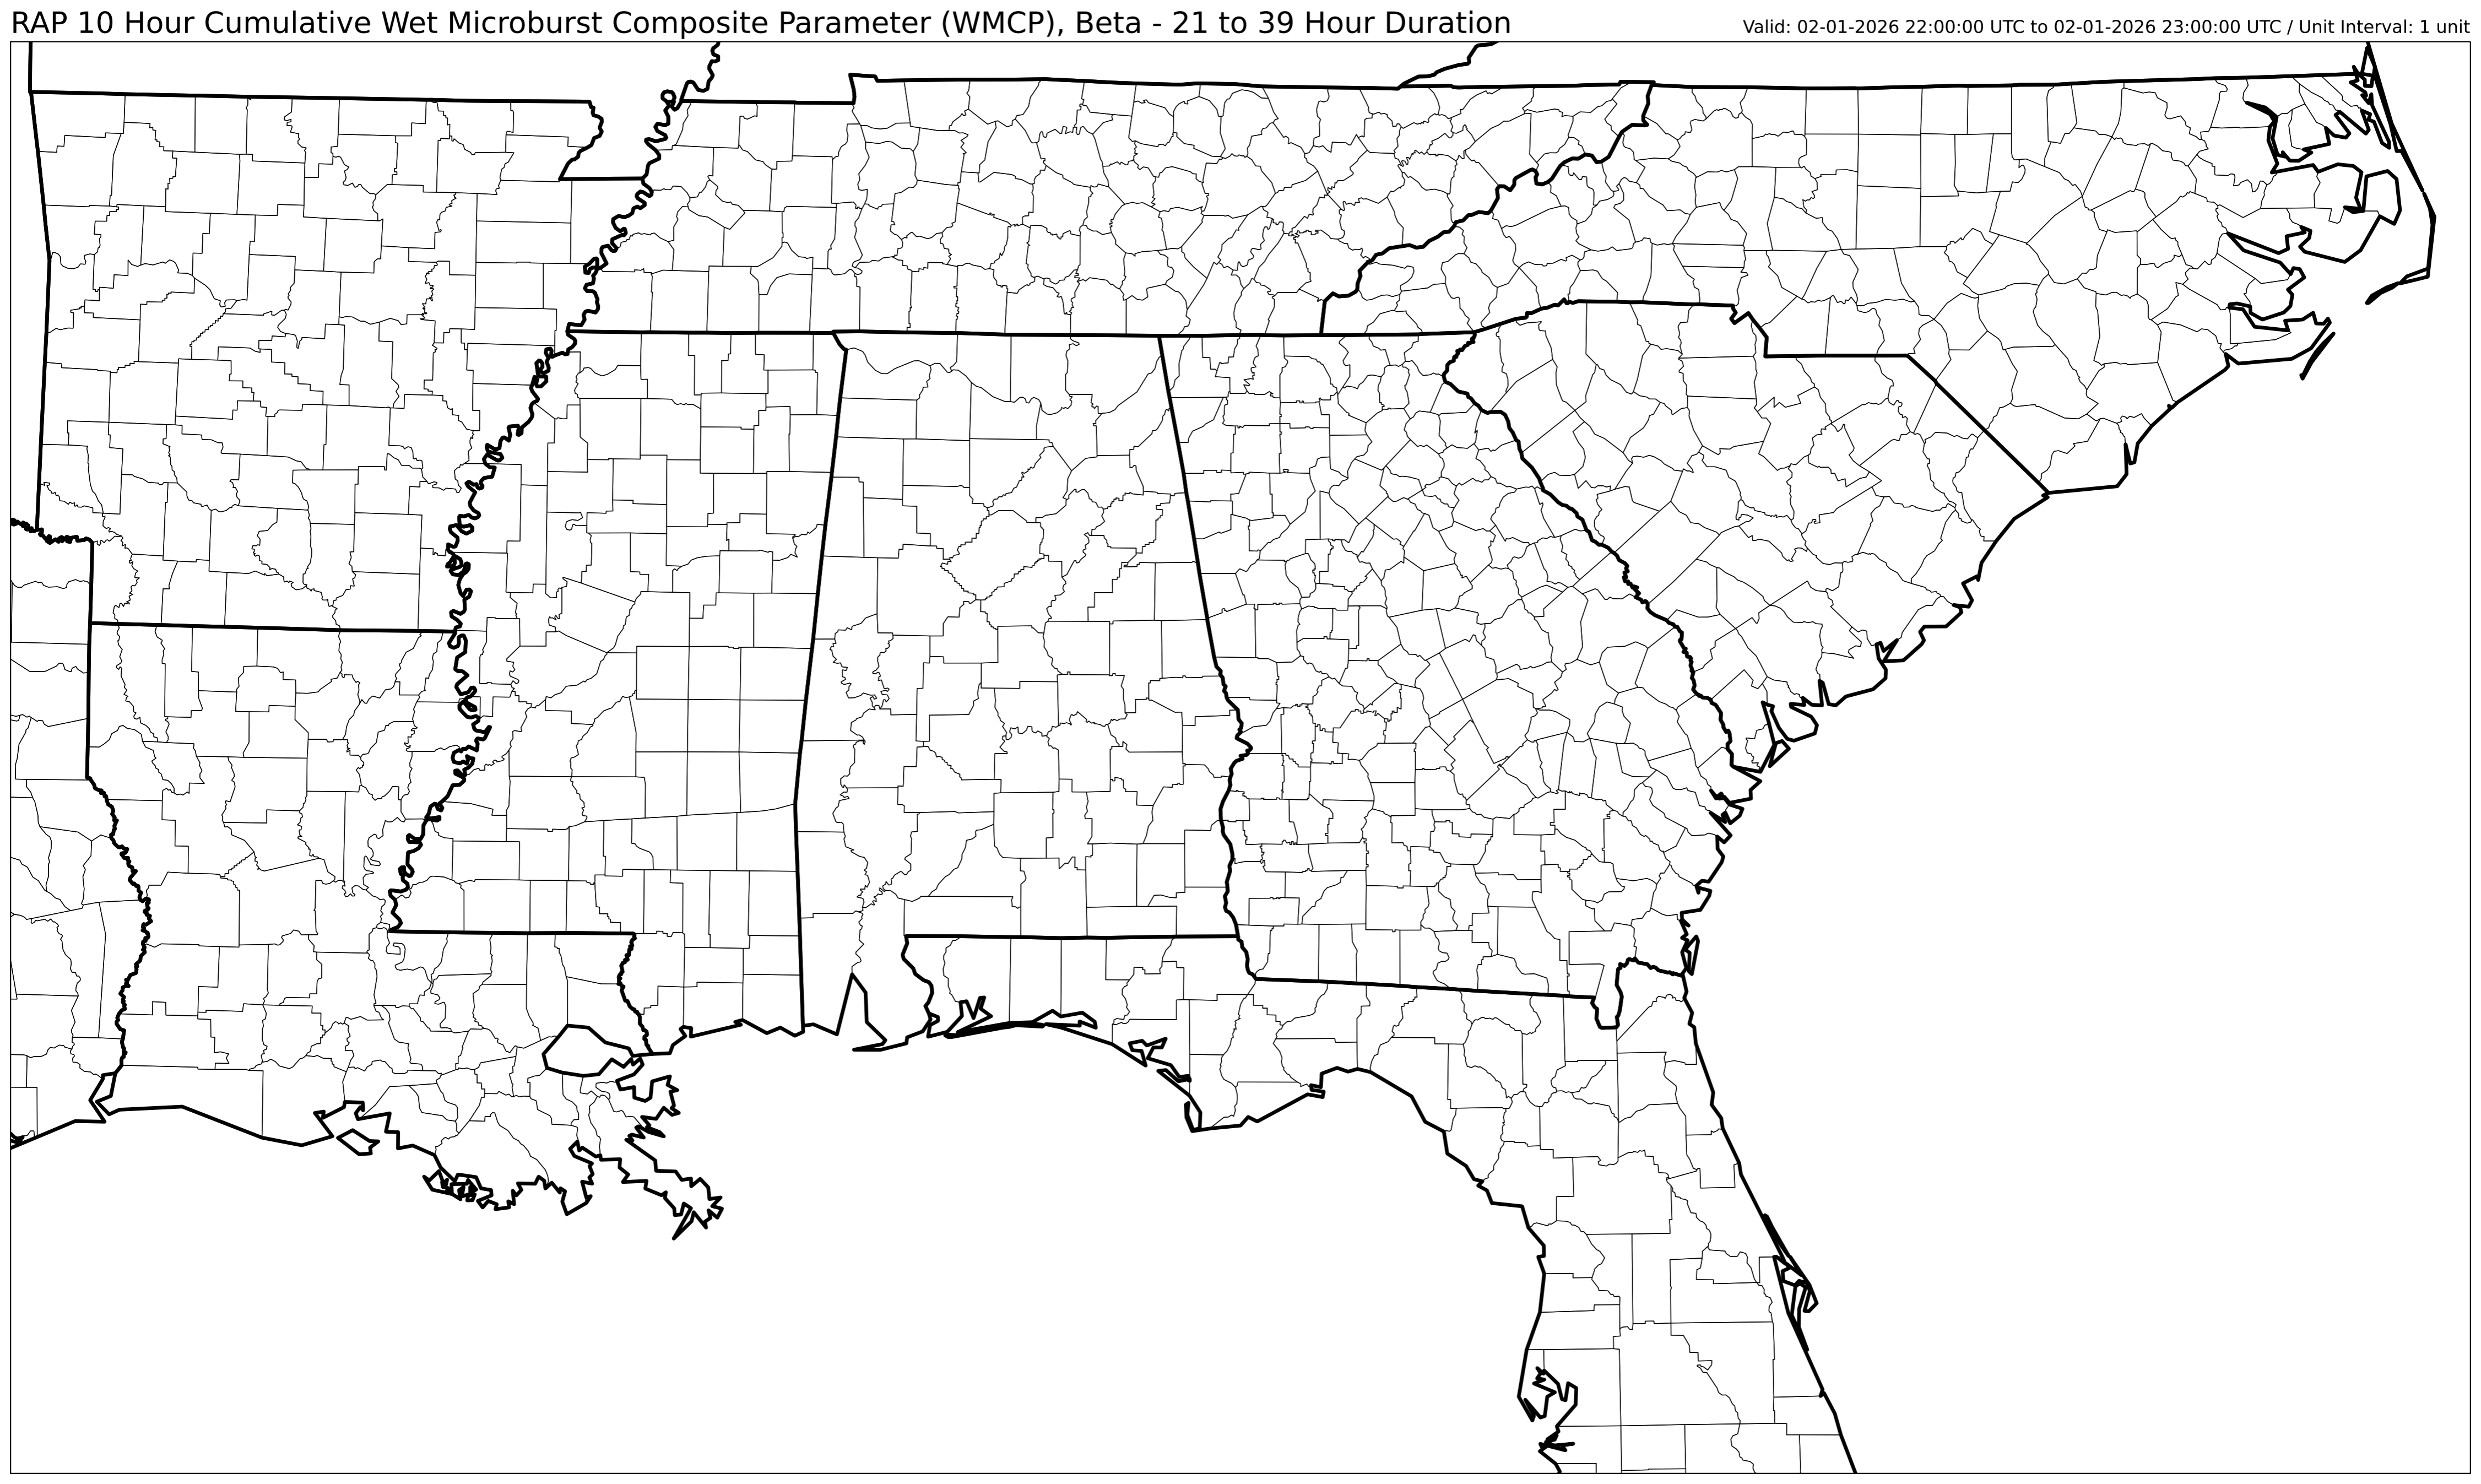 RAP 10 Hour Cumulative Wet Microburst Composite Parameter (WMCP), Beta - 21 to 39 Hour Duration
Valid: 02-01-2026 22:00:00 UTC to 02-01-2026 23:00:00 UTC / Unit Interval: 1 unit